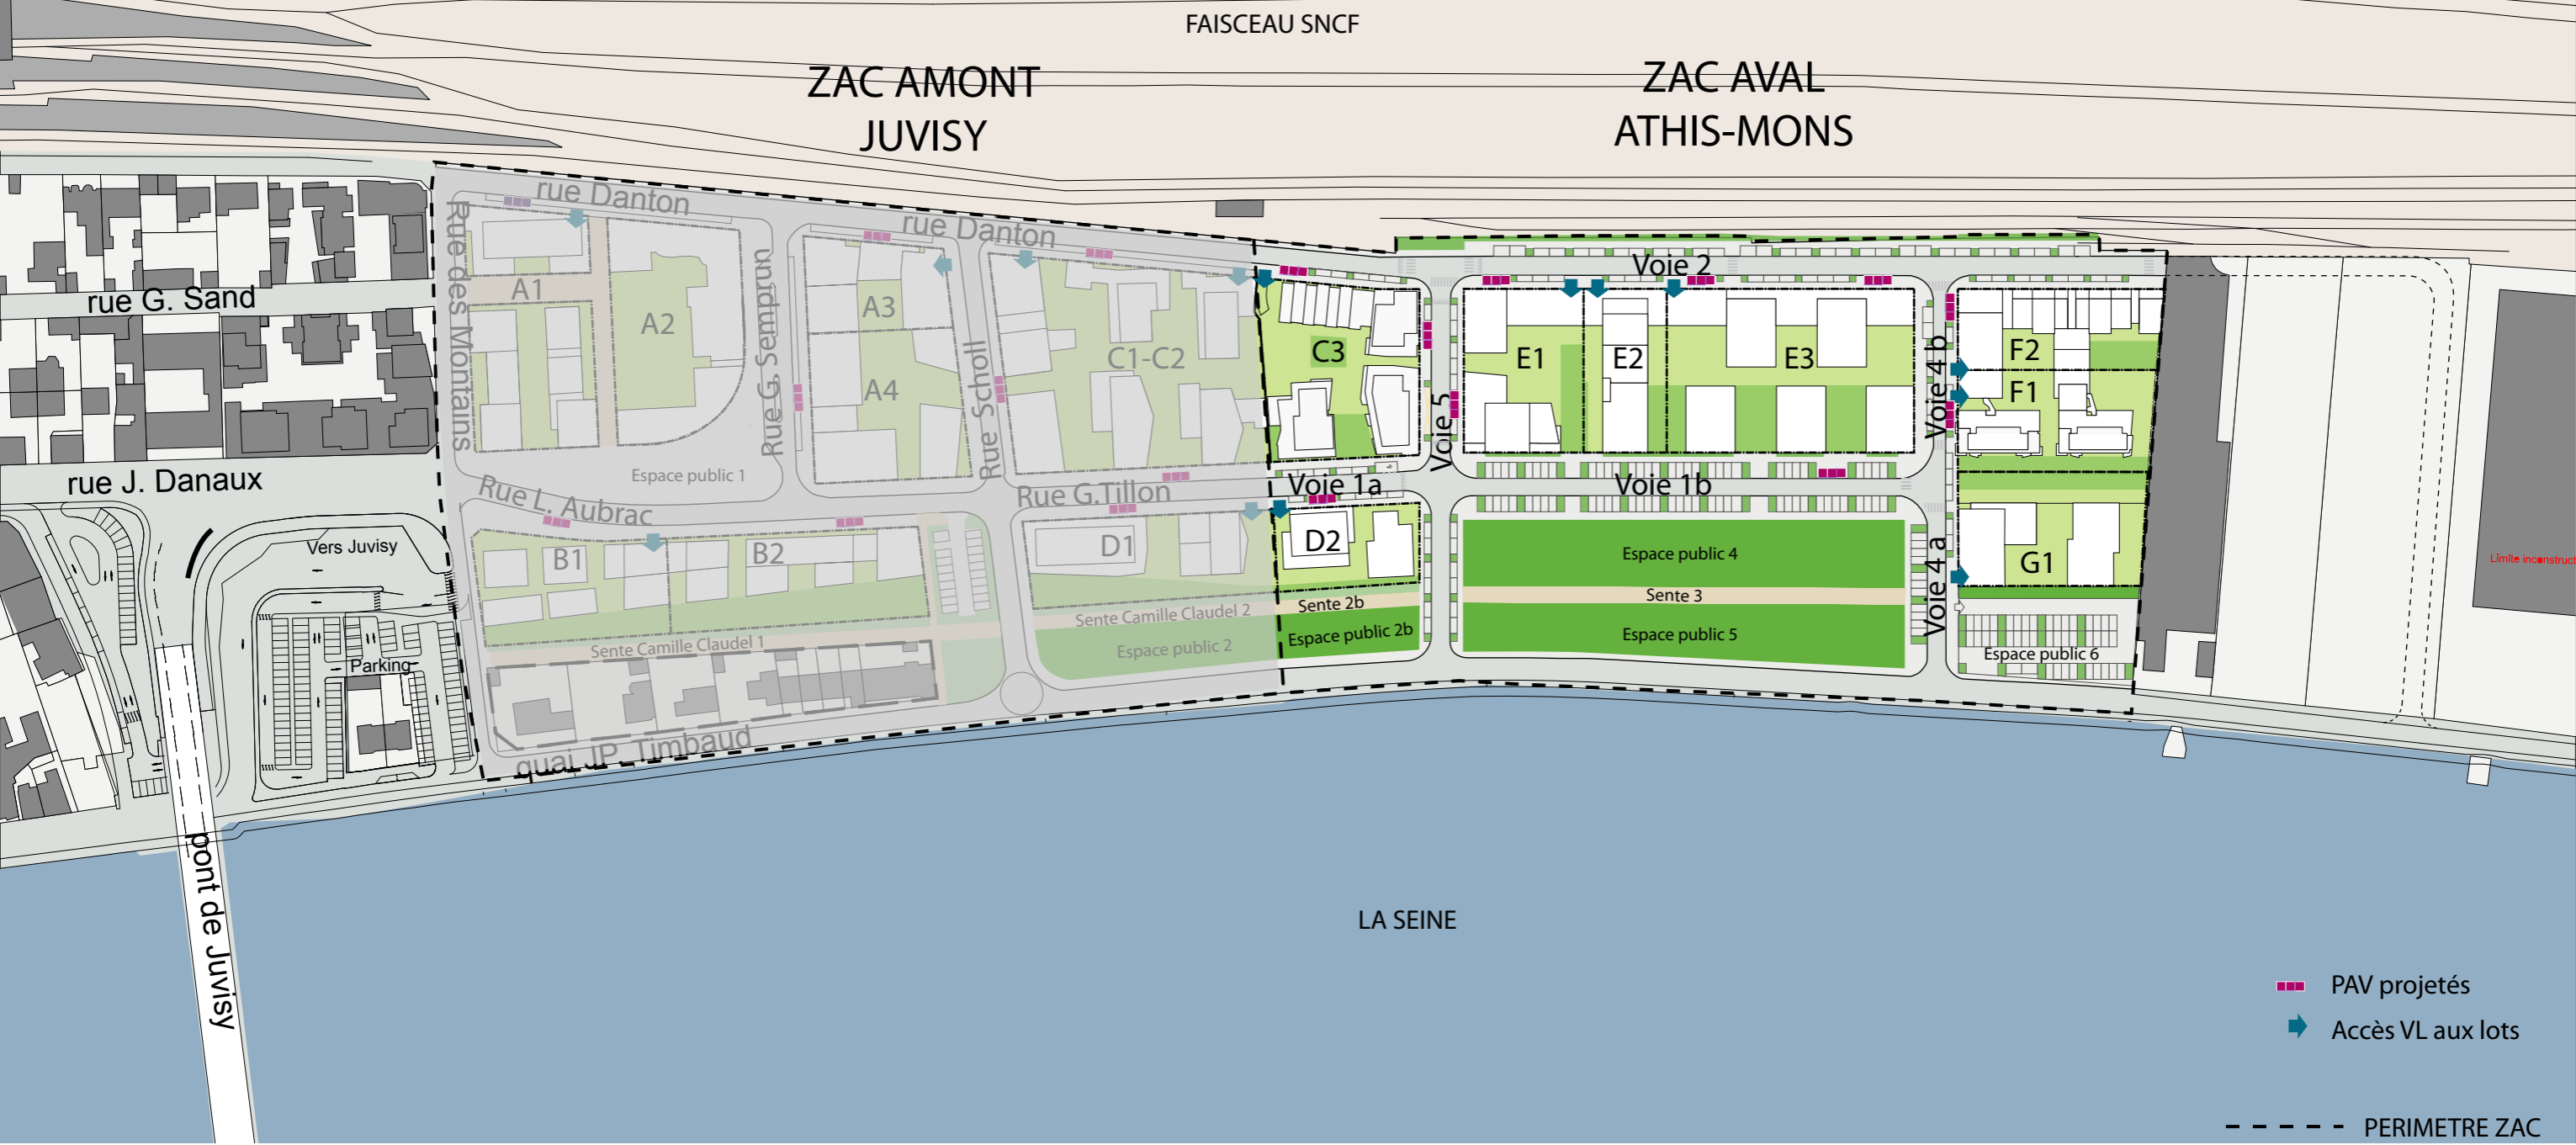 FAISCEAU SNCF
ZAC AMONT
JUVISY
ZAC AVAL
ATHIS-MONS
rue Danton
rue Danton
Rue des Montains
rue G. Sand
A1
A2
Rue G. Semprun
A3
A4
Rue Scholl
C1-C2
C3
Voie 2
Voie 5
E1
E2
E3
Voie 4 b
F2
F1
rue J. Danaux
Espace public 1
Rue L. Aubrac
Rue G.Tillon
Voie 1a
Voie 1b
Vers Juvisy
Parking
B1
B2
D1
D2
Espace public 4
Sente 3
Espace public 5
Voie 4 a
G1
Limite inconstruct
Sente Camille Claudel 1
Sente Camille Claudel 2
Espace public 2
Sente 2b
Espace public 2b
Espace public 6
quai JP. Timbaud
pont de Juvisy
LA SEINE
PAV projetés
Accès VL aux lots
PERIMETRE ZAC